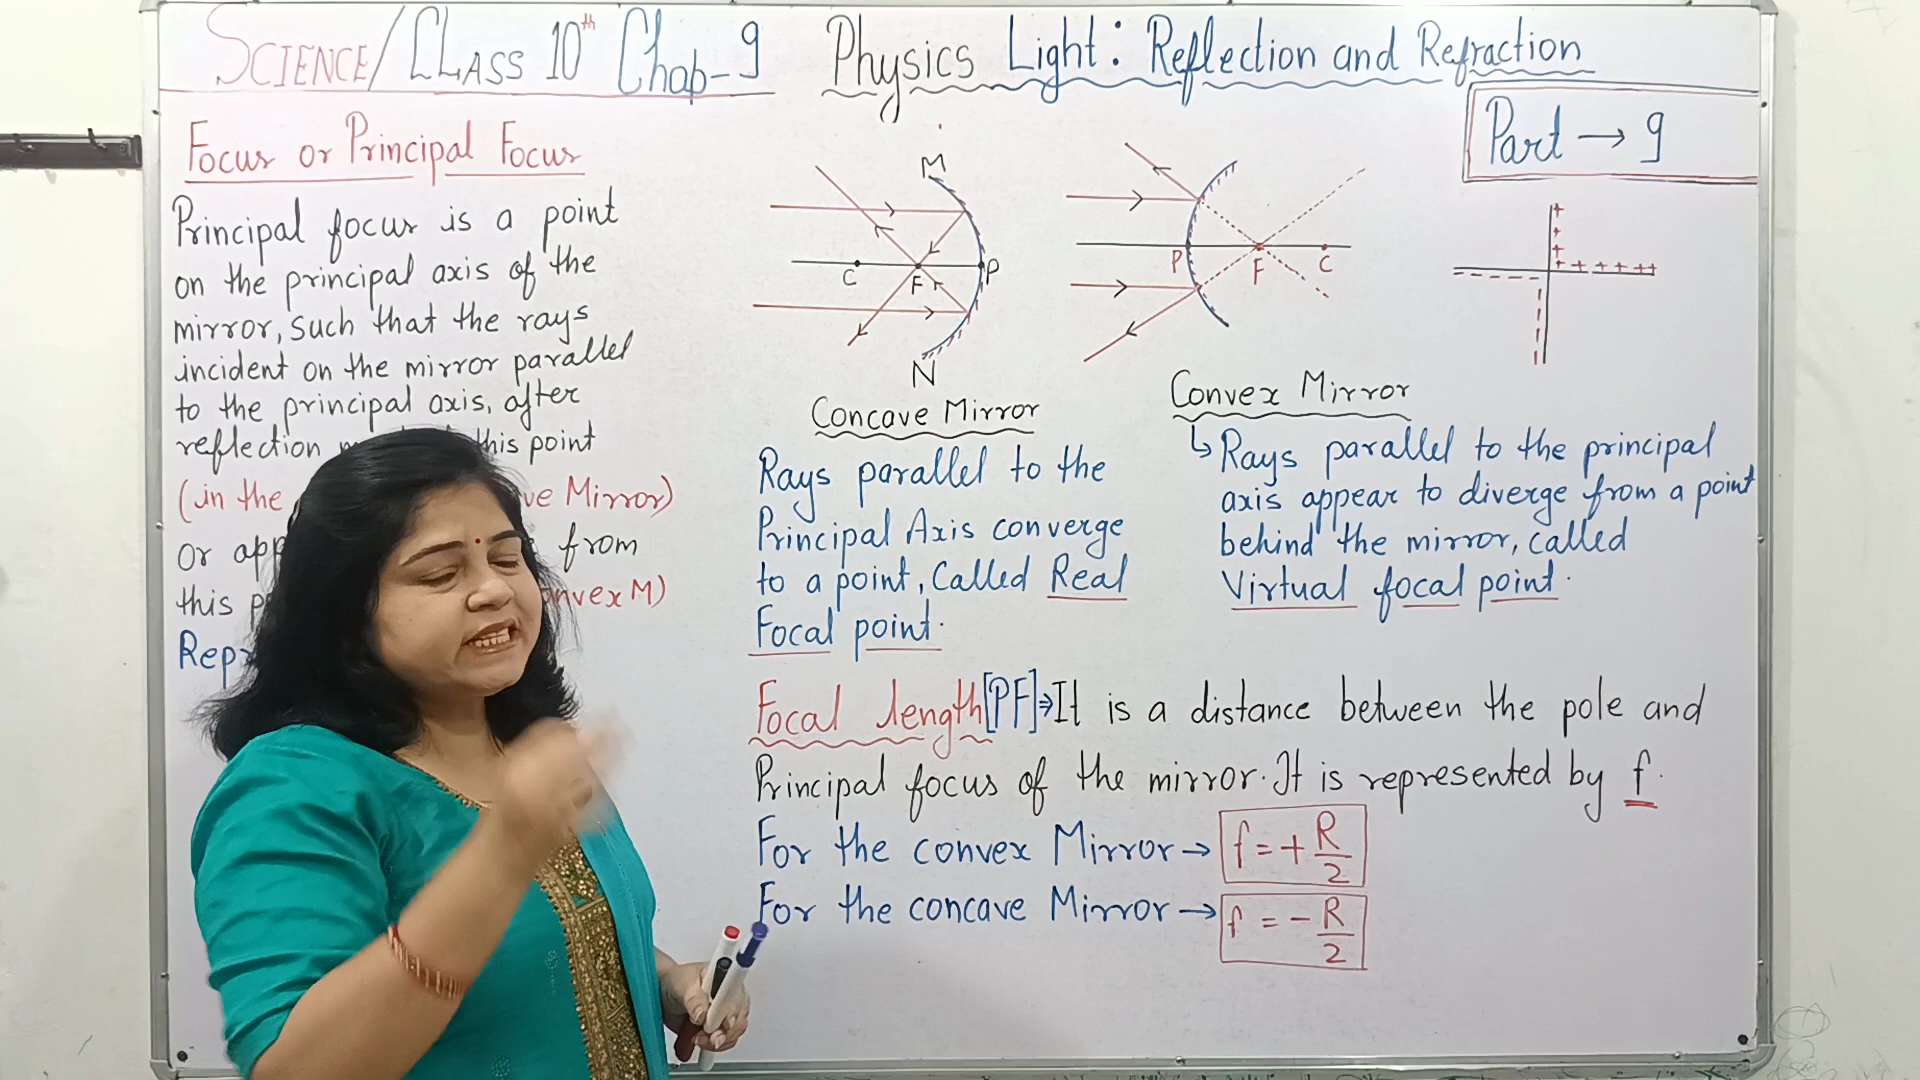 SCIENCE/CLASS 10th Chap-9
Physics Light: Reflection and Refraction
Part → 9
Focus or Principal Focus
Principal focus is a point
on the principal axis of the
mirror, such that the rays
incident on the mirror parallel
to the principal axis, after
reflection this point
(in the Mirror)
or from
this
M
C F P
N
Concave Mirror
Rays parallel to the
Principal Axis converge
to a point, Called Real
Focal point.
P F C
Convex Mirror
↳ Rays parallel to the principal
axis appear to diverge from a point
behind the mirror, called
Virtual focal point.
+
+
+
+ + + + ++
Focal length [PF] ⇒ It is a distance between the pole and
Principal focus of the mirror. It is represented by f.
For the convex Mirror → f = + R/2
For the concave Mirror → f = - R/2